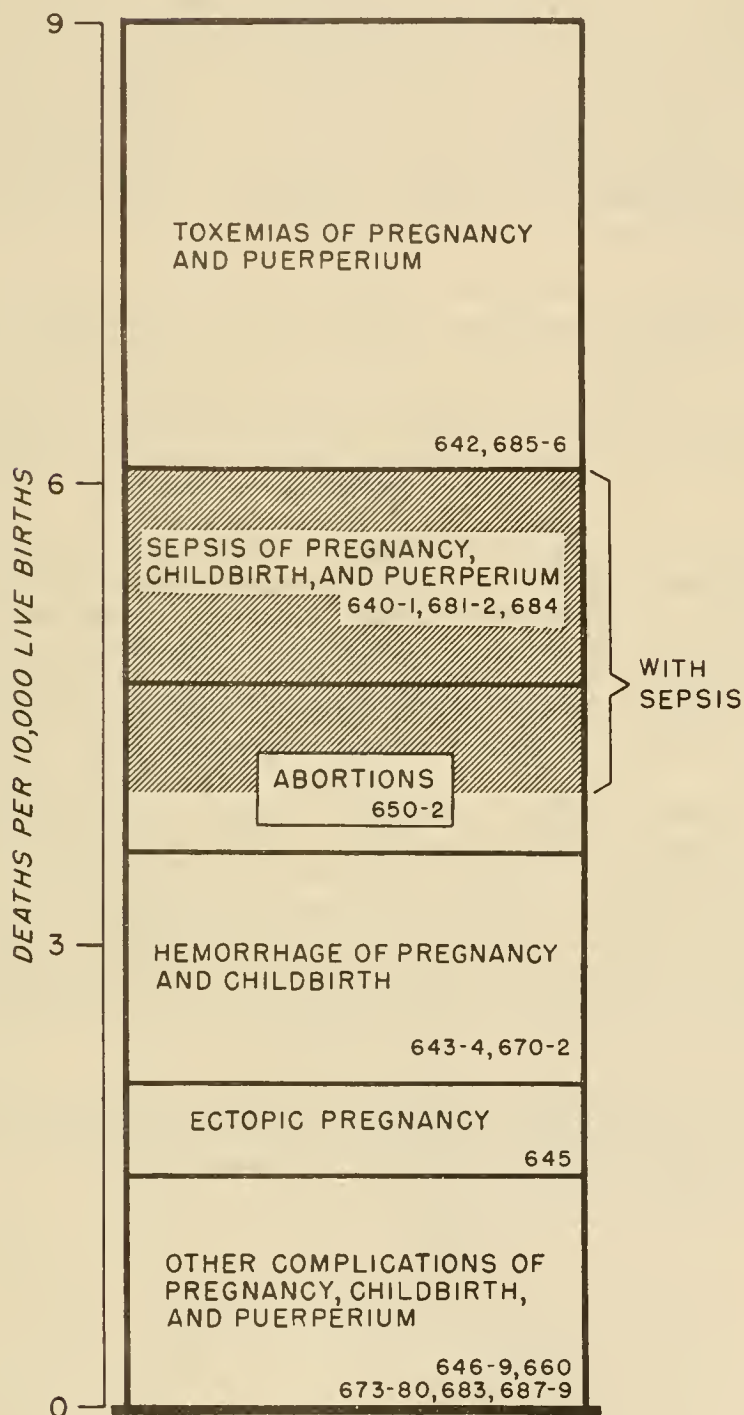 9
TOXEMIAS OF PREGNANCY
AND PUERPERIUM
642, 685-6
DEATHS PER 10,000 LIVE BIRTHS
6
SEPSIS OF PREGNANCY,
CHILDBIRTH, AND PUERPERIUM
640-1, 681-2, 684
WITH
SEPSIS
ABORTIONS
650-2
3
HEMORRHAGE OF PREGNANCY
AND CHILDBIRTH
643-4, 670-2
ECTOPIC PREGNANCY
645
OTHER COMPLICATIONS OF
PREGNANCY, CHILDBIRTH,
AND PUERPERIUM
646-9, 660
673-80, 683, 687-9
0